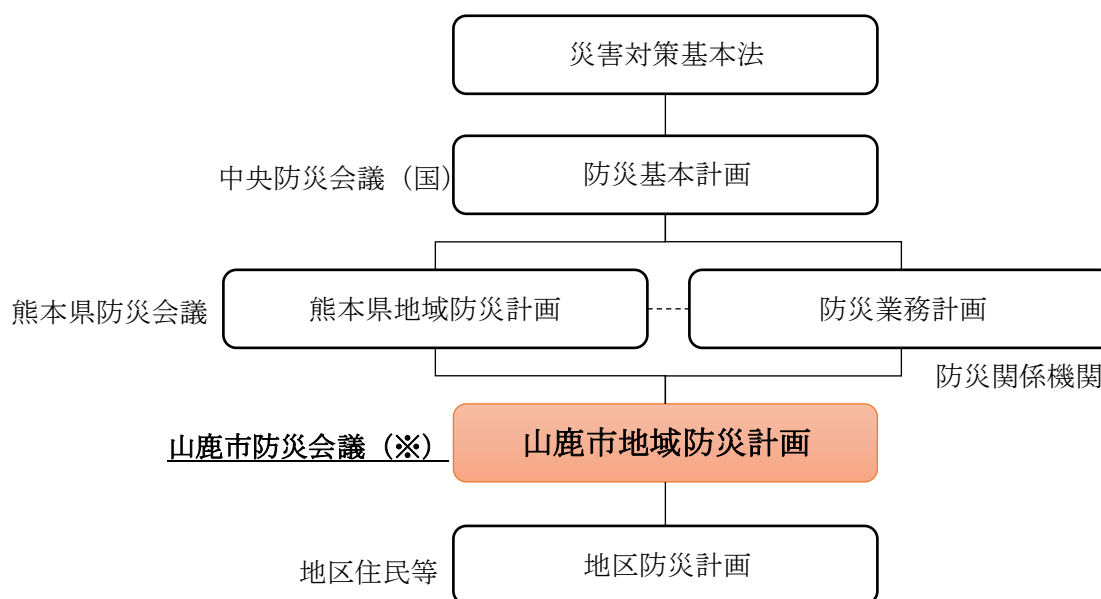 災害対策基本法
中央防災会議（国）
防災基本計画
熊本県防災会議
熊本県地域防災計画
防災業務計画
防災関係機関
山鹿市防災会議（※）
山鹿市地域防災計画
地区住民等
地区防災計画